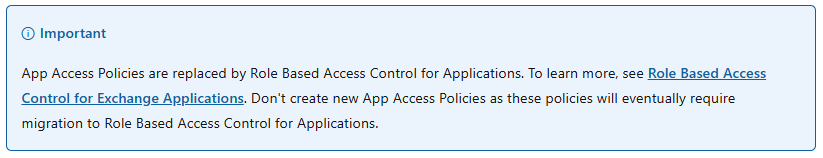 Important
App Access Policies are replaced by Role Based Access Control for Applications. To learn more, see Role Based Access
Control for Exchange Applications. Don't create new App Access Policies as these policies will eventually require
migration to Role Based Access Control for Applications.